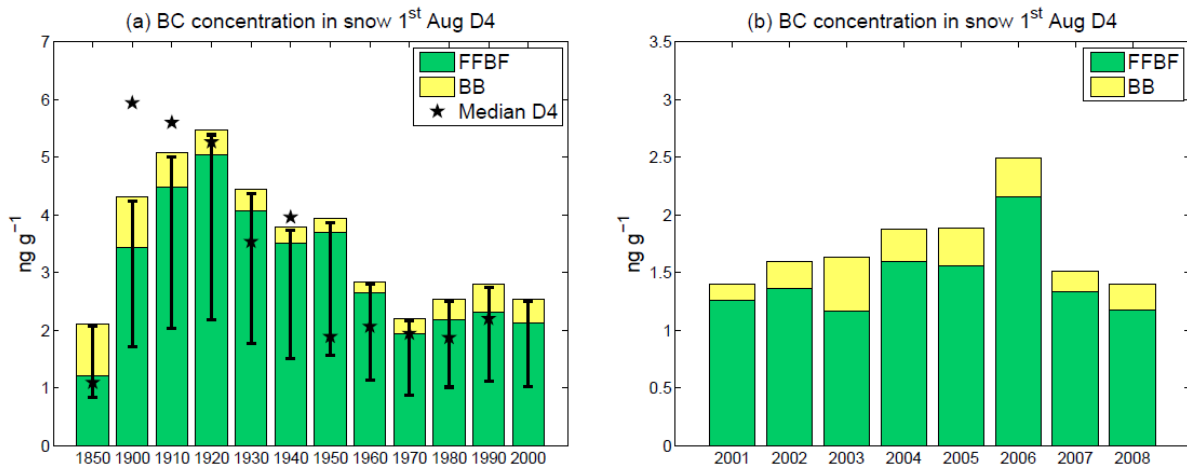 (a) BC concentration in snow 1st Aug D4
7
6
5
4
3
2
1
0
ng g−1
FFBF
BB
Median D4
1850 1900 1910 1920 1930 1940 1950 1960 1970 1980 1990 2000
(b) BC concentration in snow 1st Aug D4
3.5
3
2.5
2
1.5
1
0.5
0
ng g−1
FFBF
BB
2001 2002 2003 2004 2005 2006 2007 2008